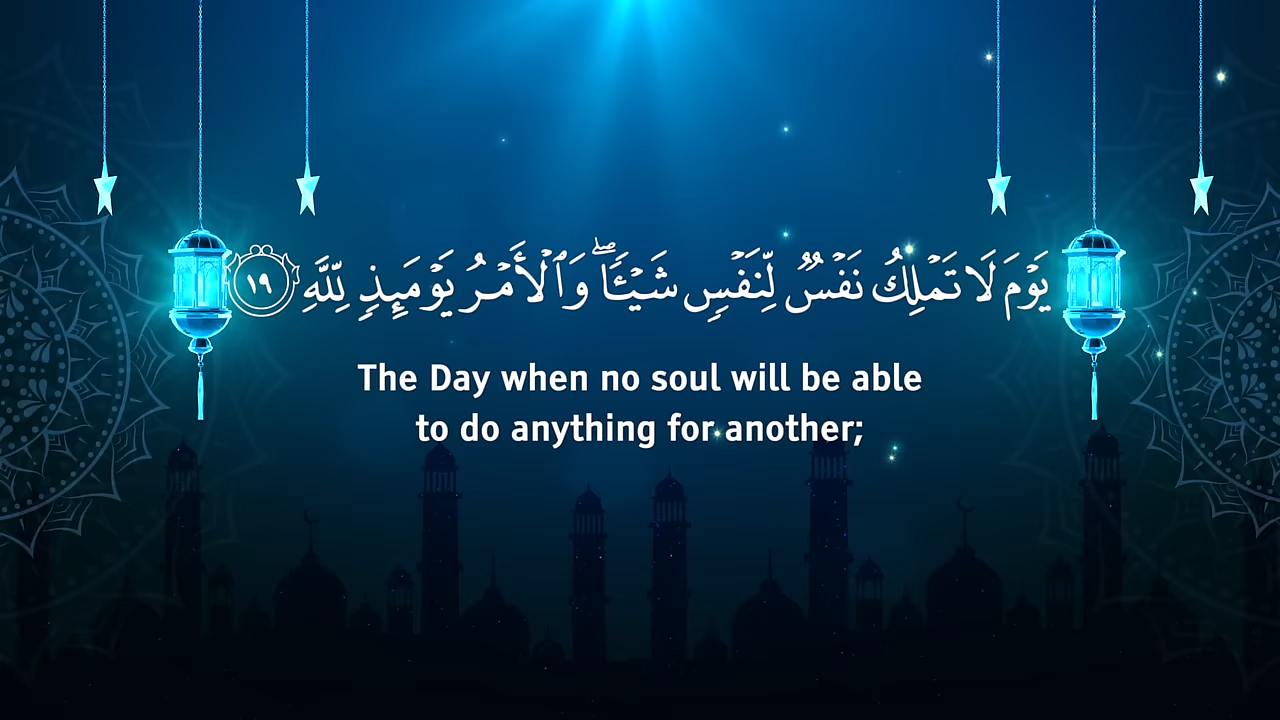 يَوْمَ لَا تَمْلِكُ نَفْسٌ لِّنَفْسٍ شَيْـًٔا ۖ وَٱلْأَمْرُ يَوْمَئِذٍ لِّلَّهِ ١٩
The Day when no soul will be able
to do anything for another;